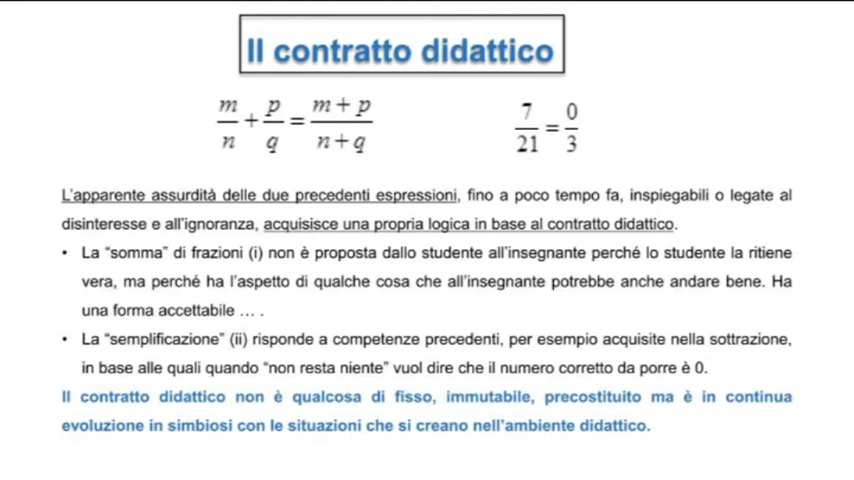 Il contratto didattico
m/n + p/q = m + p/n + q
7/21 = 0/3
L'apparente assurdità delle due precedenti espressioni, fino a poco tempo fa, inspiegabili o legate al
disinteresse e all'ignoranza, acquisisce una propria logica in base al contratto didattico.
• La "somma" di frazioni (i) non è proposta dallo studente all'insegnante perché lo studente la ritiene
vera, ma perché ha l'aspetto di qualche cosa che all'insegnante potrebbe anche andare bene. Ha
una forma accettabile … .
• La "semplificazione" (ii) risponde a competenze precedenti, per esempio acquisite nella sottrazione,
in base alle quali quando "non resta niente" vuol dire che il numero corretto da porre è 0.
Il contratto didattico non è qualcosa di fisso, immutabile, precostituito ma è in continua
evoluzione in simbiosi con le situazioni che si creano nell'ambiente didattico.